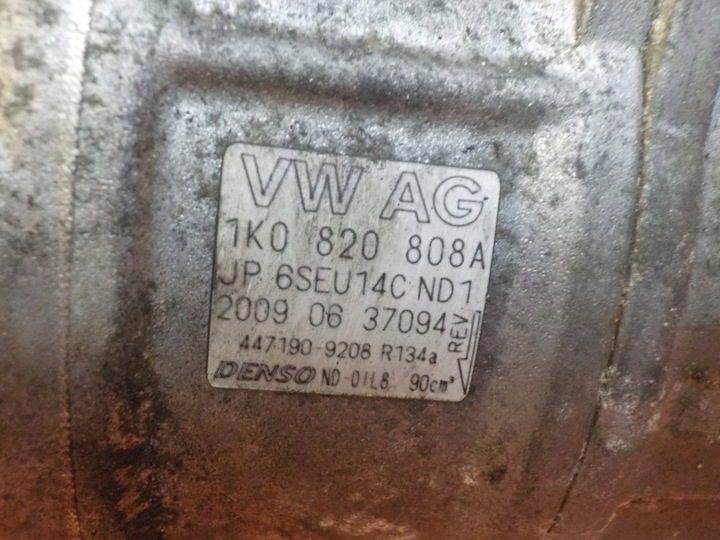 VW AG
1K0 820 808A
JP 6SEU14C ND1
2009 06 37094
REV
447190-9208 R134a
DENSO ND-OIL8 90cm³